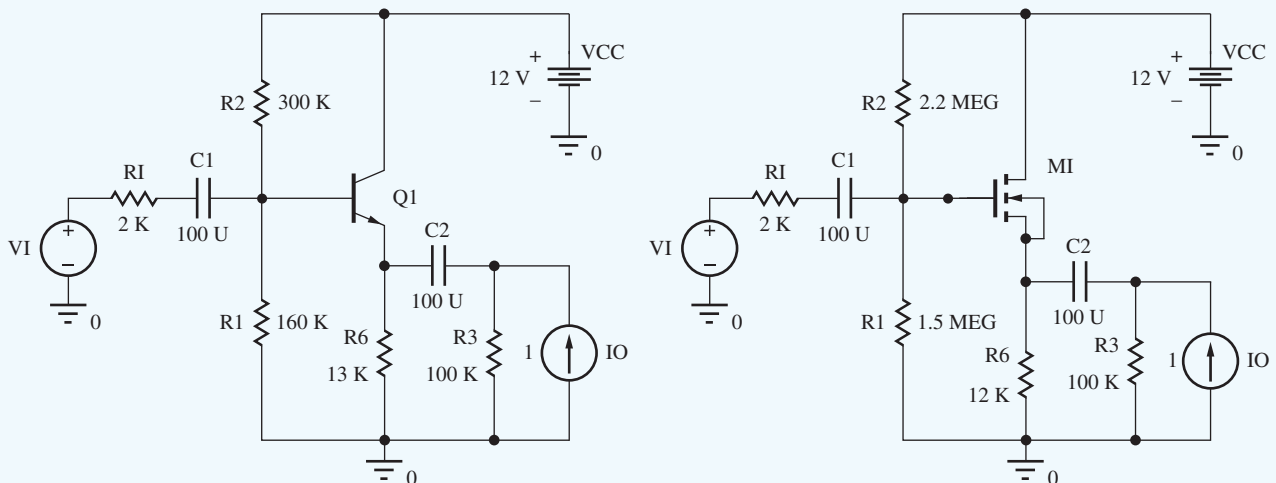 R2
300 K
+
12 V
−
VCC
0
RI
2 K
C1
100 U
Q1
VI
+
−
0
R1
160 K
C2
100 U
R6
13 K
R3
100 K
1
IO
0
R2
2.2 MEG
+
12 V
−
VCC
0
RI
2 K
C1
100 U
MI
VI
+
−
0
R1
1.5 MEG
C2
100 U
R6
12 K
R3
100 K
1
IO
0